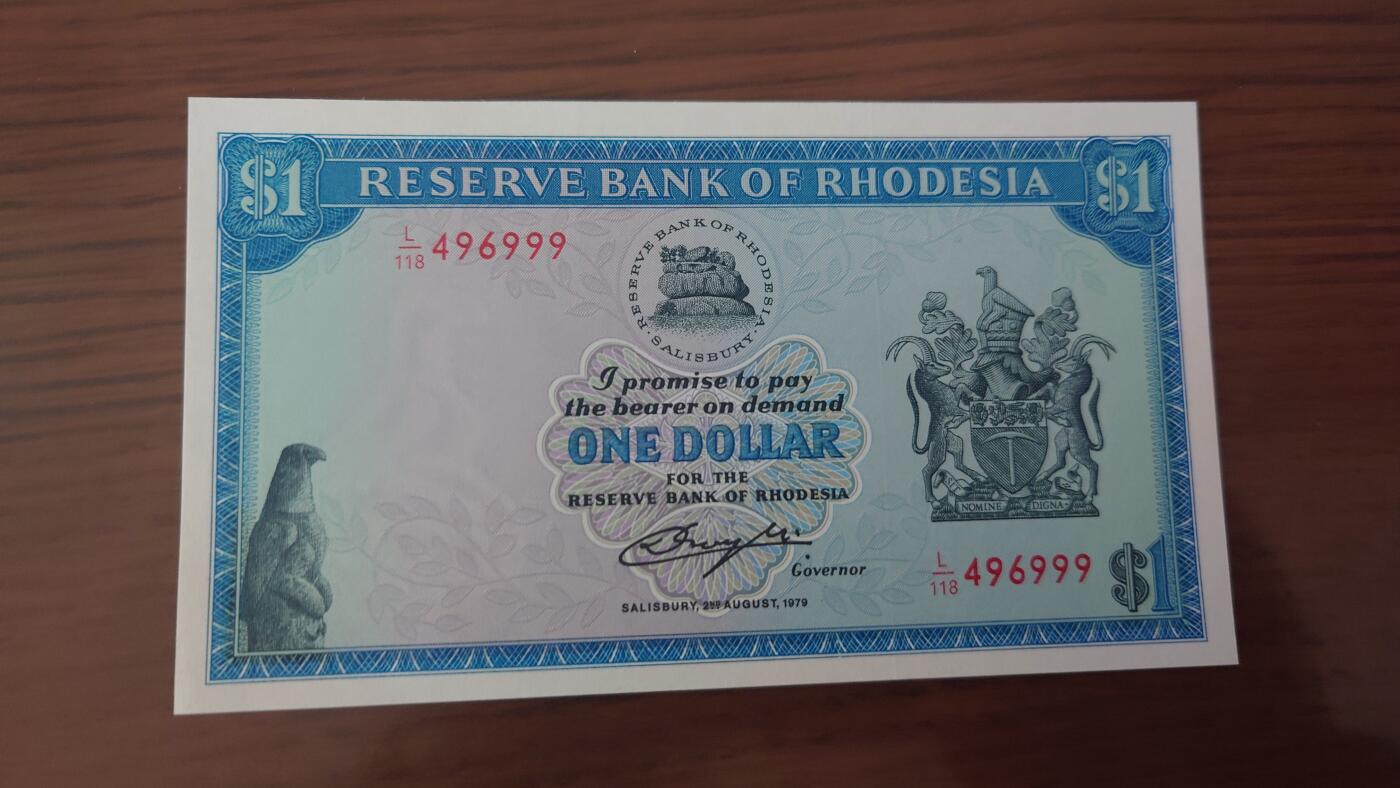 $1
RESERVE BANK OF RHODESIA
$1
L/118 496999
RESERVE BANK OF RHODESIA
· SALISBURY ·
I promise to pay
the bearer on demand
ONE DOLLAR
FOR THE
RESERVE BANK OF RHODESIA
Governor
SALISBURY, 2ND AUGUST, 1979
NOMINE DIGNA
L/118 496999
$1